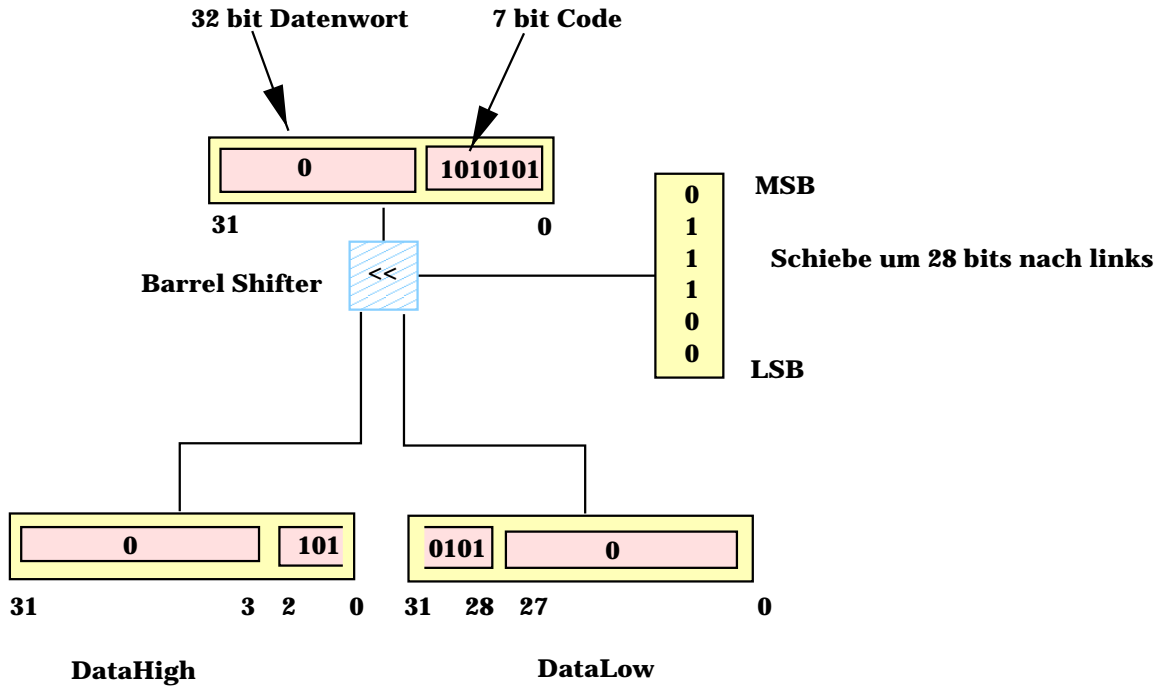 32 bit Datenwort 7 bit Code
0 1010101
31 0
MSB
0
1
1
1
0
0
LSB
Schiebe um 28 bits nach links
Barrel Shifter
<<
0 101
0101 0
31 3 2 0
31 28 27 0
DataHigh
DataLow